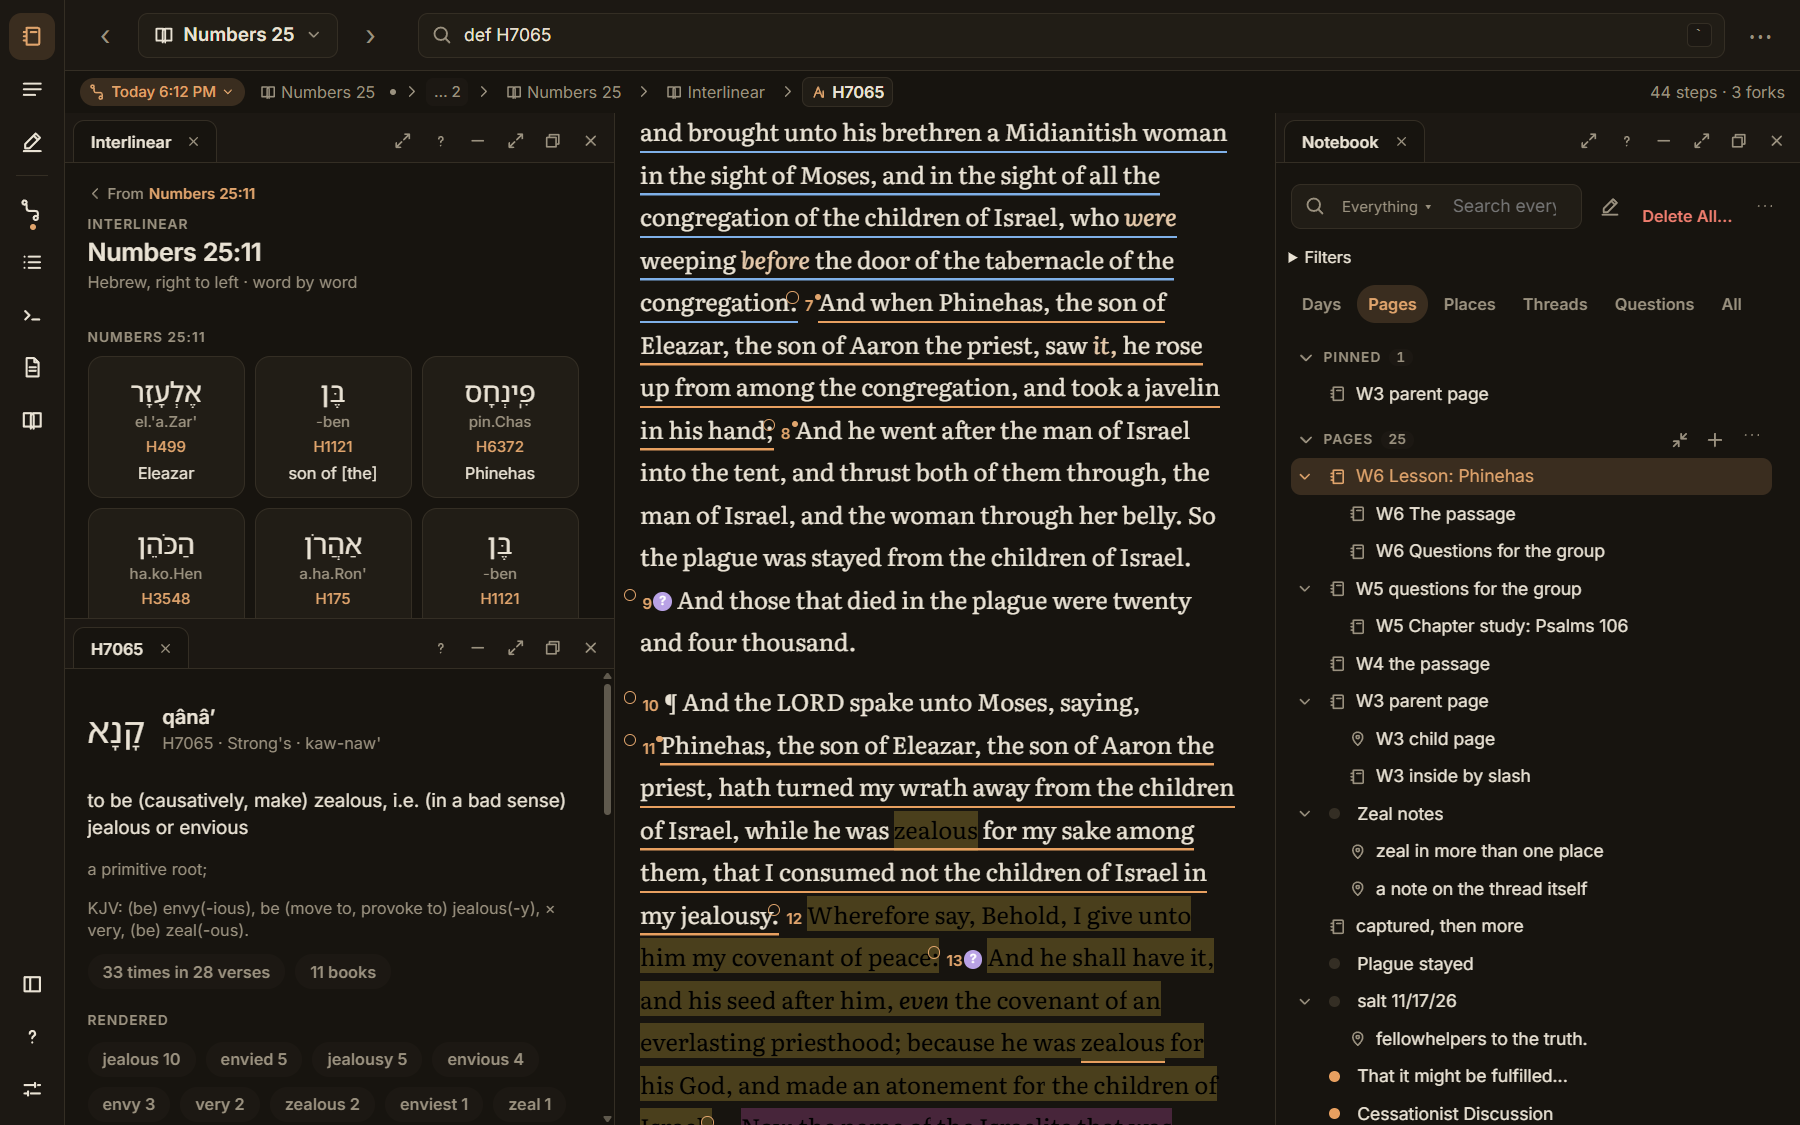 Numbers 25
def H7065
`
Today 6:12 PM
Numbers 25
... 2
Numbers 25
Interlinear
H7065
44 steps · 3 forks
Interlinear
?
From Numbers 25:11
INTERLINEAR
Numbers 25:11
Hebrew, right to left · word by word
NUMBERS 25:11
אֶלְעָזָר
el.'a.Zar'
H499
Eleazar
בֶּן
-ben
H1121
son of [the]
פִּֽינְחָס
pin.Chas
H6372
Phinehas
הַכֹּהֵן
ha.ko.Hen
H3548
אַהֲרֹן
a.ha.Ron'
H175
בֶּן
-ben
H1121
H7065
?
קָנָא
qânâʼ
H7065 · Strong's · kaw-naw'
to be (causatively, make) zealous, i.e. (in a bad sense)
jealous or envious
a primitive root;
KJV: (be) envy(-ious), be (move to, provoke to) jealous(-y), ×
very, (be) zeal(-ous).
33 times in 28 verses
11 books
RENDERED
jealous 10
envied 5
jealousy 5
envious 4
envy 3
very 2
zealous 2
enviest 1
zeal 1
and brought unto his brethren a Midianitish woman
in the sight of Moses, and in the sight of all the
congregation of the children of Israel, who were
weeping before the door of the tabernacle of the
congregation. 7 And when Phinehas, the son of
Eleazar, the son of Aaron the priest, saw it, he rose
up from among the congregation, and took a javelin
in his hand; 8 And he went after the man of Israel
into the tent, and thrust both of them through, the
man of Israel, and the woman through her belly. So
the plague was stayed from the children of Israel.
9 ? And those that died in the plague were twenty
and four thousand.
10 ¶ And the LORD spake unto Moses, saying,
11 Phinehas, the son of Eleazar, the son of Aaron the
priest, hath turned my wrath away from the children
of Israel, while he was zealous for my sake among
them, that I consumed not the children of Israel in
my jealousy. 12 Wherefore say, Behold, I give unto
him my covenant of peace: 13 ? And he shall have it,
and his seed after him, even the covenant of an
everlasting priesthood; because he was zealous for
his God, and made an atonement for the children of
Israel. Now the name of the Israelite that was
Notebook
?
Everything
Search every
Delete All...
Filters
Days
Pages
Places
Threads
Questions
All
PINNED 1
W3 parent page
PAGES 25
W6 Lesson: Phinehas
W6 The passage
W6 Questions for the group
W5 questions for the group
W5 Chapter study: Psalms 106
W4 the passage
W3 parent page
W3 child page
W3 inside by slash
Zeal notes
zeal in more than one place
a note on the thread itself
captured, then more
Plague stayed
salt 11/17/26
fellowhelpers to the truth.
That it might be fulfilled...
Cessationist Discussion
?